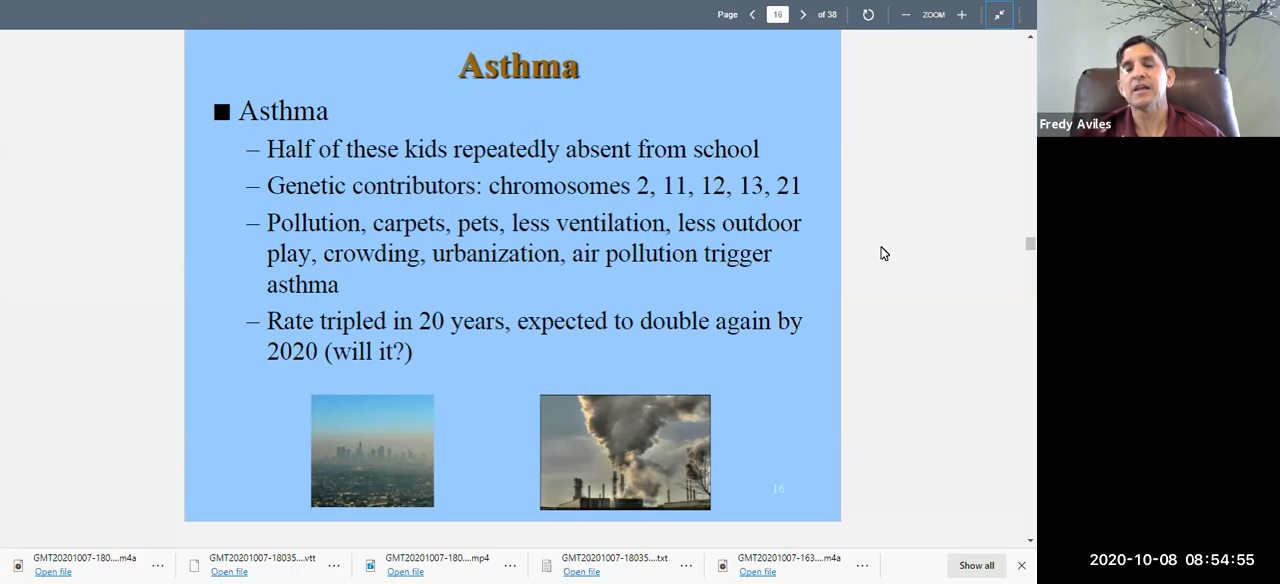 Page 16 of 38 ZOOM
Asthma
Asthma
– Half of these kids repeatedly absent from school
– Genetic contributors: chromosomes 2, 11, 12, 13, 21
– Pollution, carpets, pets, less ventilation, less outdoor
play, crowding, urbanization, air pollution trigger
asthma
– Rate tripled in 20 years, expected to double again by
2020 (will it?)
16
Fredy Aviles
GMT20201007-180....m4a
Open file
GMT20201007-18035....vtt
Open file
GMT20201007-180....mp4
Open file
GMT20201007-18035....txt
Open file
GMT20201007-163....m4a
Open file
Show all
2020-10-08 08:54:55